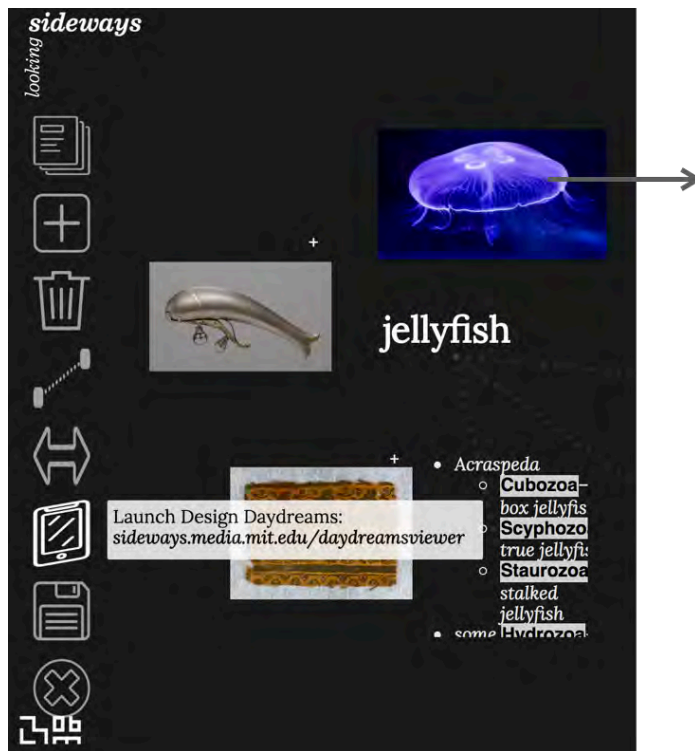 sideways
looking
jellyfish
Acraspeda
Cubozoa–
box jellyfis
Scyphozo
true jellyfi
Staurozoa
stalked
jellyfish
some Hydrozoa
Launch Design Daydreams:
sideways.media.mit.edu/daydreamsviewer